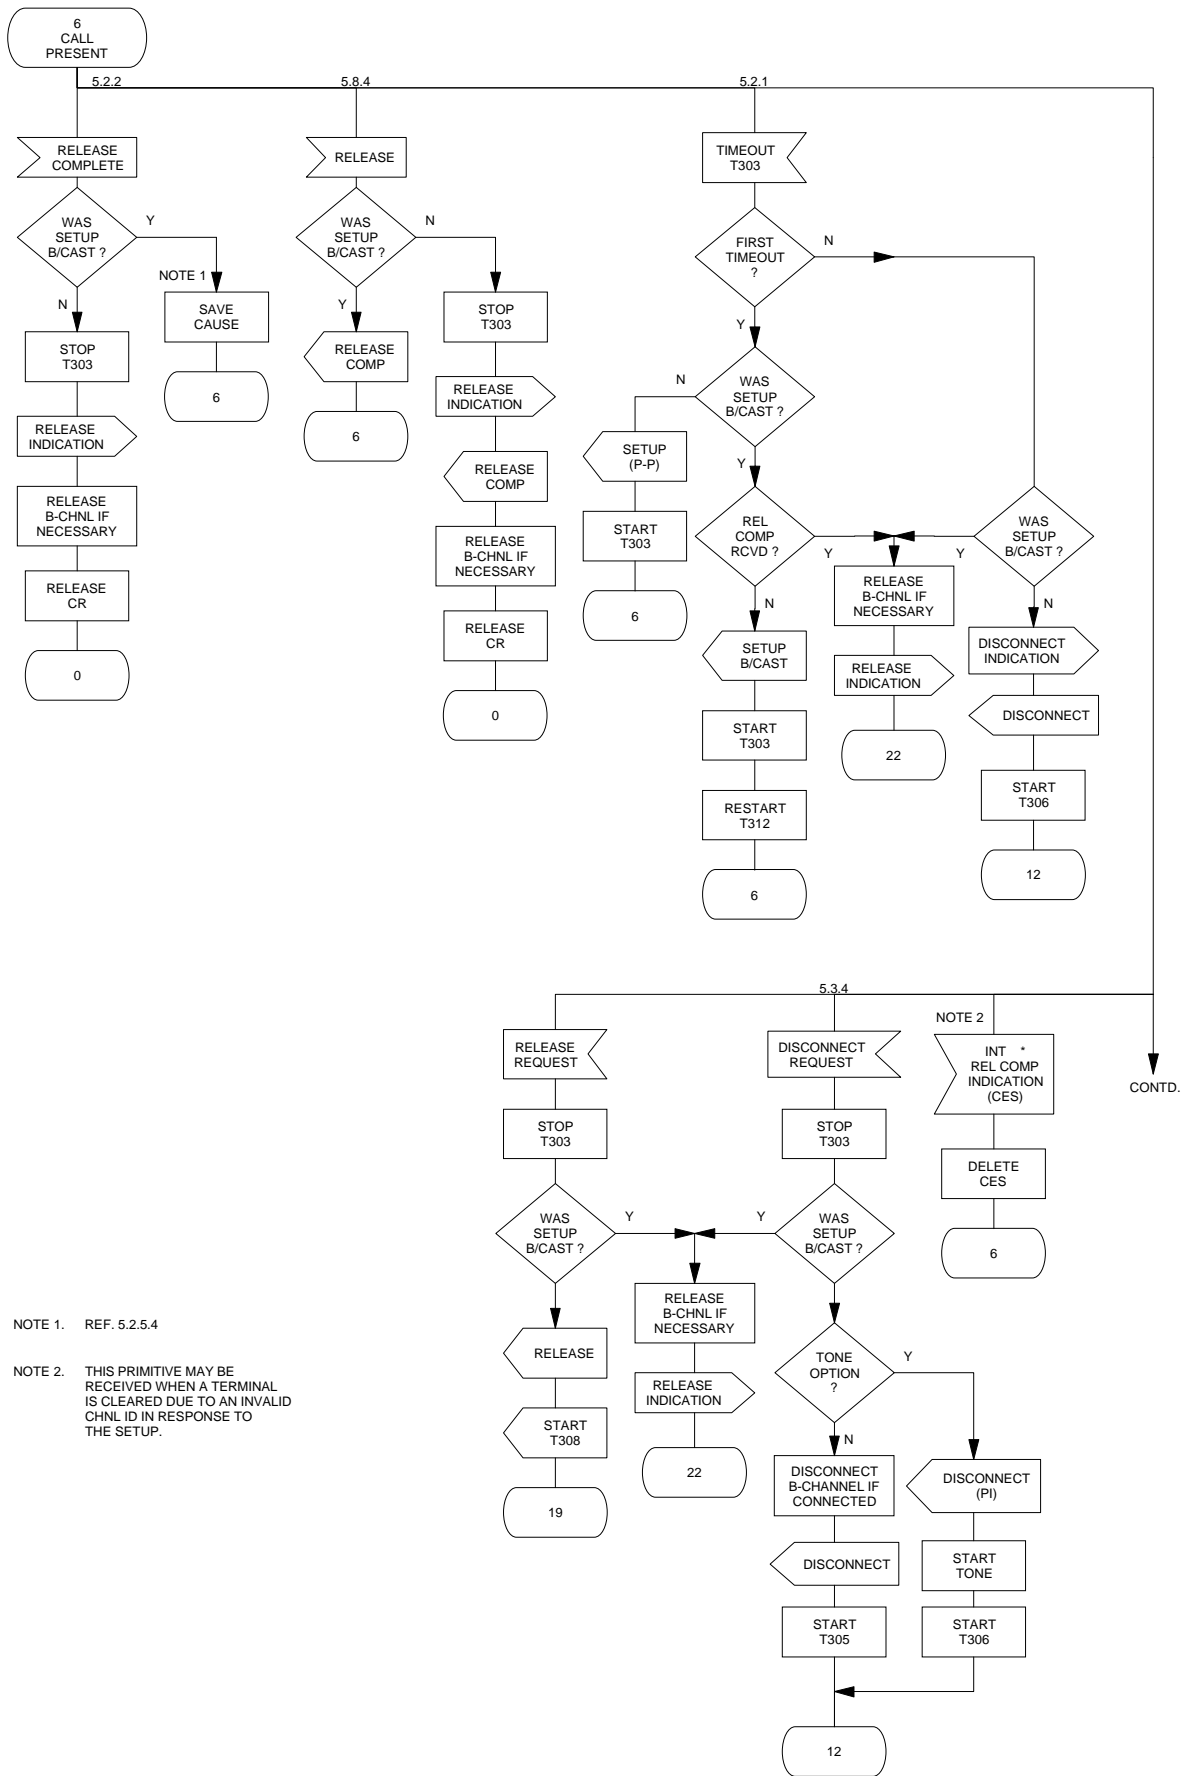 6
CALL
PRESENT
5.2.2
5.8.4
5.2.1
RELEASE
COMPLETE
WAS
SETUP
B/CAST ?
Y
NOTE 1
N
SAVE
CAUSE
6
STOP
T303
RELEASE
INDICATION
RELEASE
B-CHNL IF
NECESSARY
RELEASE
CR
0
RELEASE
WAS
SETUP
B/CAST ?
N
Y
RELEASE
COMP
6
STOP
T303
RELEASE
INDICATION
RELEASE
COMP
RELEASE
B-CHNL IF
NECESSARY
RELEASE
CR
0
TIMEOUT
T303
FIRST
TIMEOUT
?
N
Y
WAS
SETUP
B/CAST ?
N
SETUP
(P-P)
START
T303
6
Y
REL
COMP
RCVD ?
Y
N
SETUP
B/CAST
START
T303
RESTART
T312
6
WAS
SETUP
B/CAST ?
Y
RELEASE
B-CHNL IF
NECESSARY
RELEASE
INDICATION
22
N
DISCONNECT
INDICATION
DISCONNECT
START
T306
12
5.3.4
CONTD.
RELEASE
REQUEST
STOP
T303
WAS
SETUP
B/CAST ?
Y
RELEASE
START
T308
19
RELEASE
B-CHNL IF
NECESSARY
RELEASE
INDICATION
22
DISCONNECT
REQUEST
STOP
T303
Y
WAS
SETUP
B/CAST ?
TONE
OPTION
?
Y
N
DISCONNECT
B-CHANNEL IF
CONNECTED
DISCONNECT
START
T305
DISCONNECT
(PI)
START
TONE
START
T306
12
NOTE 2
INT *
REL COMP
INDICATION
(CES)
DELETE
CES
6
NOTE 1. REF. 5.2.5.4
NOTE 2. THIS PRIMITIVE MAY BE
RECEIVED WHEN A TERMINAL
IS CLEARED DUE TO AN INVALID
CHNL ID IN RESPONSE TO
THE SETUP.